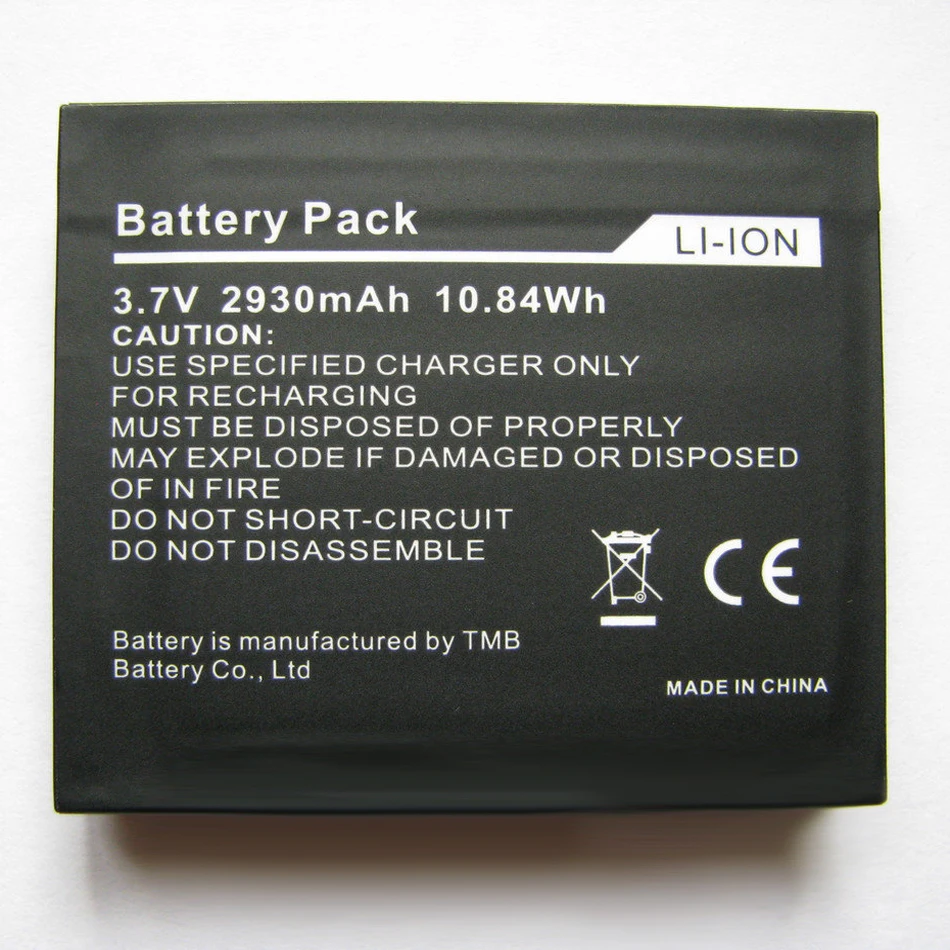 Battery Pack
LI-ION
3.7V 2930mAh 10.84Wh
CAUTION:
USE SPECIFIED CHARGER ONLY
FOR RECHARGING
MUST BE DISPOSED OF PROPERLY
MAY EXPLODE IF DAMAGED OR DISPOSED
OF IN FIRE
DO NOT SHORT-CIRCUIT
DO NOT DISASSEMBLE
CE
Battery is manufactured by TMB
Battery Co., Ltd
MADE IN CHINA